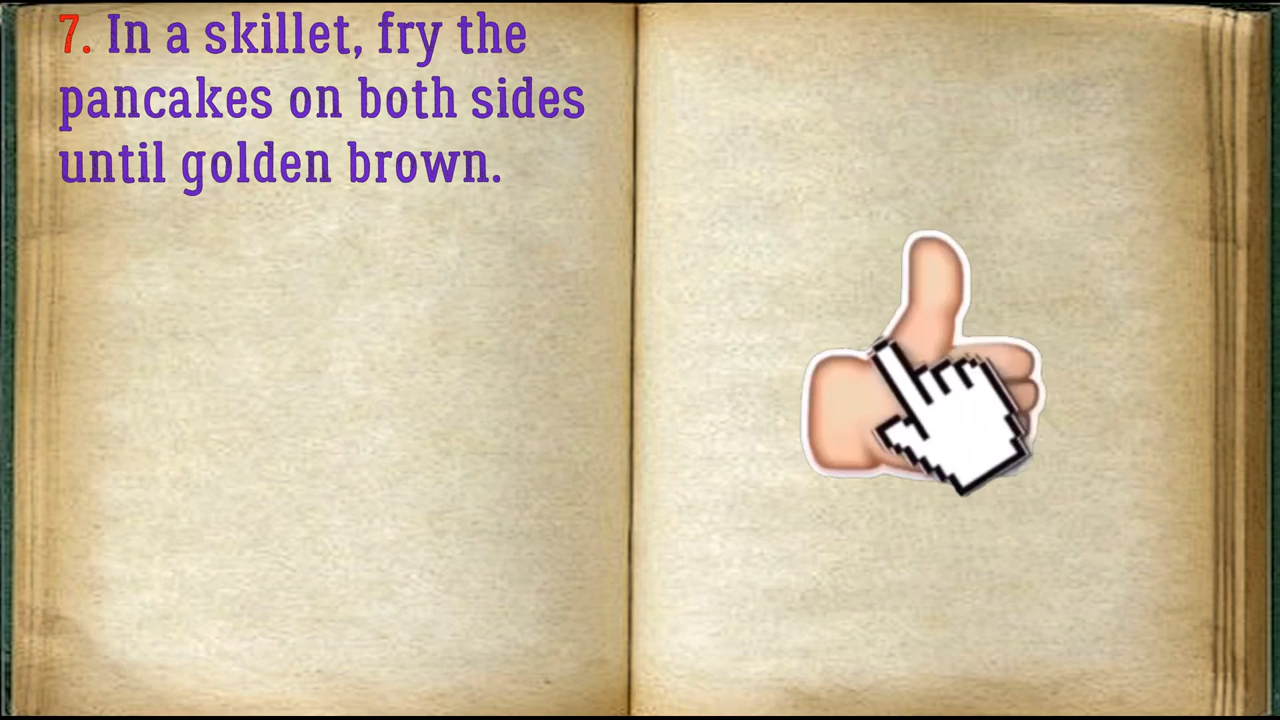 7. In a skillet, fry the
pancakes on both sides
until golden brown.